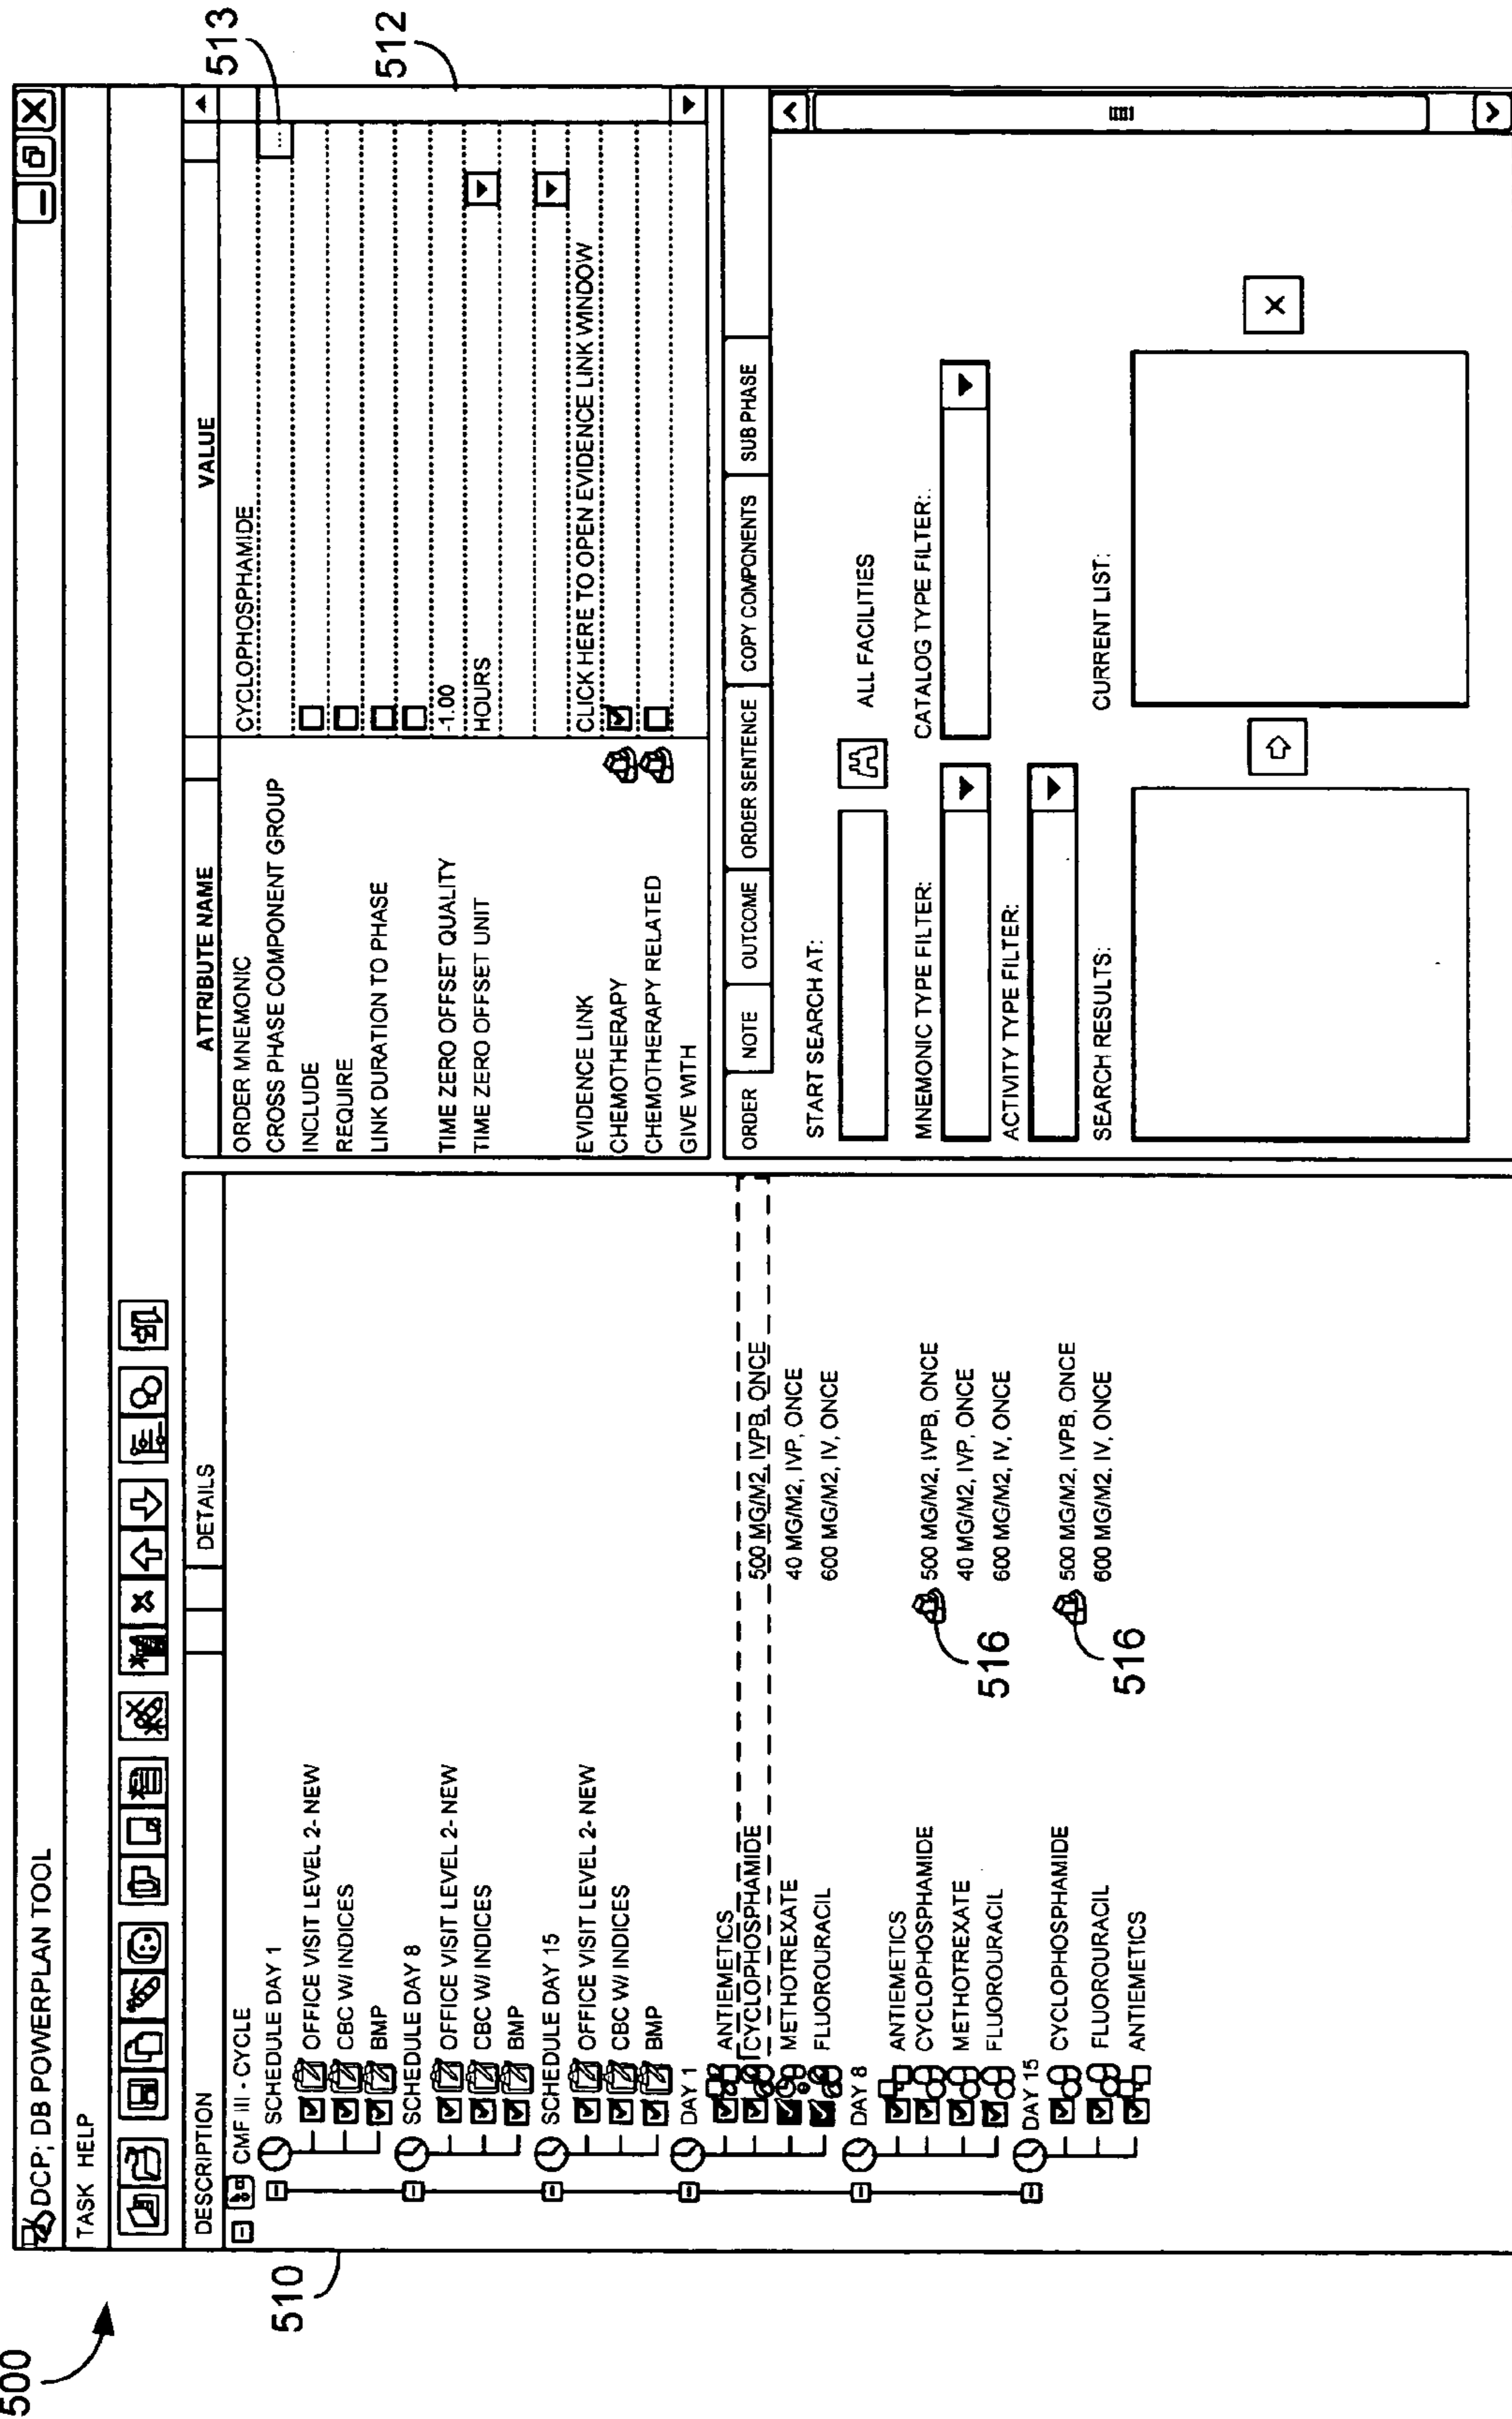 500
DCP; DB POWERPLAN TOOL
TASK HELP
510
DESCRIPTION
DETAILS
CMF III - CYCLE
SCHEDULE DAY 1
OFFICE VISIT LEVEL 2- NEW
CBC W/ INDICES
BMP
SCHEDULE DAY 8
OFFICE VISIT LEVEL 2- NEW
CBC W/ INDICES
BMP
SCHEDULE DAY 15
OFFICE VISIT LEVEL 2- NEW
CBC W/ INDICES
BMP
DAY 1
ANTIEMETICS
CYCLOPHOSPHAMIDE 500 MG/M2, IVPB, ONCE
METHOTREXATE 40 MG/M2, IVP, ONCE
FLUOROURACIL 600 MG/M2, IV, ONCE
DAY 8
ANTIEMETICS
CYCLOPHOSPHAMIDE 500 MG/M2, IVPB, ONCE
METHOTREXATE 40 MG/M2, IVP, ONCE
FLUOROURACIL 600 MG/M2, IV, ONCE
516
DAY 15
CYCLOPHOSPHAMIDE 500 MG/M2, IVPB, ONCE
FLUOROURACIL 600 MG/M2. IV, ONCE
ANTIEMETICS
516
ATTRIBUTE NAME VALUE
ORDER MNEMONIC CYCLOPHOSPHAMIDE
CROSS PHASE COMPONENT GROUP ...
513
INCLUDE
REQUIRE
LINK DURATION TO PHASE
512
TIME ZERO OFFSET QUALITY -1.00
TIME ZERO OFFSET UNIT HOURS
EVIDENCE LINK CLICK HERE TO OPEN EVIDENCE LINK WINDOW
CHEMOTHERAPY
CHEMOTHERAPY RELATED
GIVE WITH
ORDER NOTE OUTCOME ORDER SENTENCE COPY COMPONENTS SUB PHASE
START SEARCH AT:
ALL FACILITIES
MNEMONIC TYPE FILTER: CATALOG TYPE FILTER:
ACTIVITY TYPE FILTER:
SEARCH RESULTS: CURRENT LIST:
X